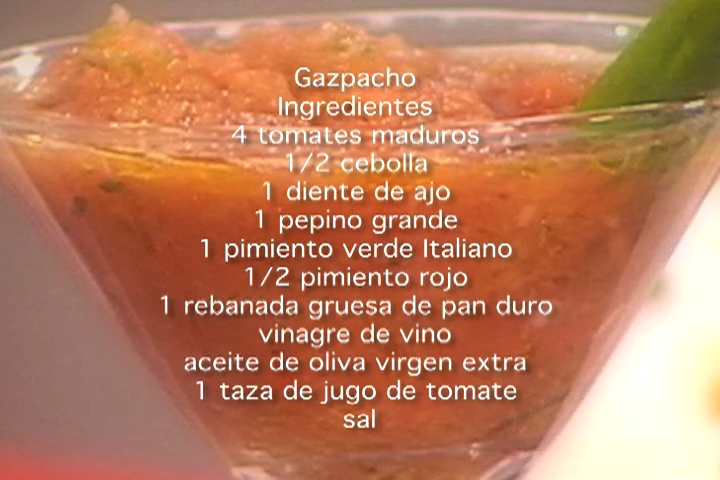 Gazpacho
Ingredientes
4 tomates maduros
1/2 cebolla
1 diente de ajo
1 pepino grande
1 pimiento verde Italiano
1/2 pimiento rojo
1 rebanada gruesa de pan duro
vinagre de vino
aceite de oliva virgen extra
1 taza de jugo de tomate
sal